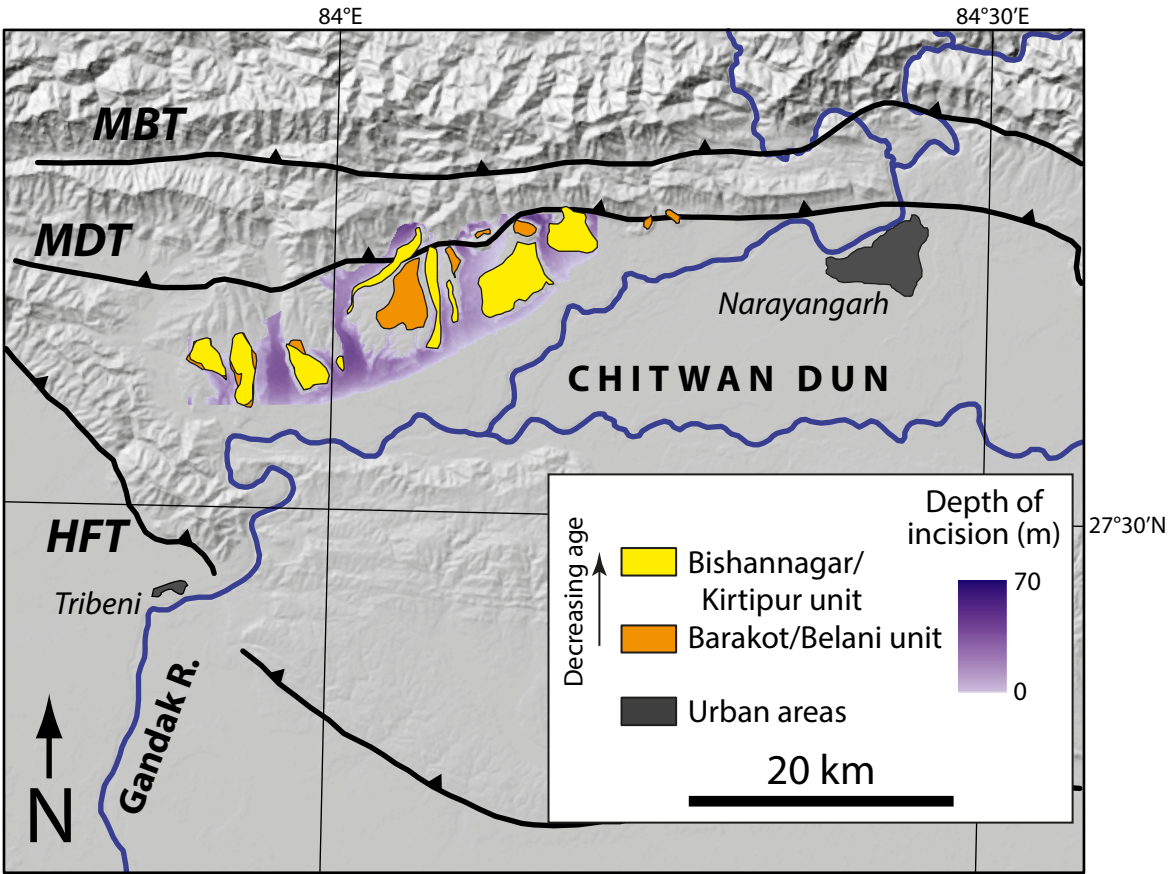 84°E
84°30′E
MBT
MDT
Narayangarh
CHITWAN DUN
HFT
Tribeni
Gandak R.
N
27°30′N
Depth of
incision (m)
70
0
Decreasing age
Bishannagar/
Kirtipur unit
Barakot/Belani unit
Urban areas
20 km